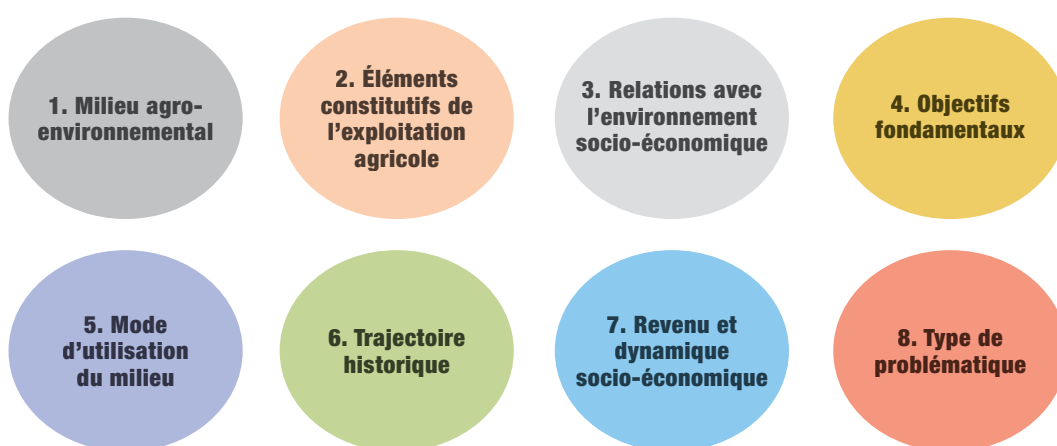 1. Milieu agro-
environnemental
2. Éléments
constitutifs de
l'exploitation
agricole
3. Relations avec
l'environnement
socio-économique
4. Objectifs
fondamentaux
5. Mode
d'utilisation
du milieu
6. Trajectoire
historique
7. Revenu et
dynamique
socio-économique
8. Type de
problématique